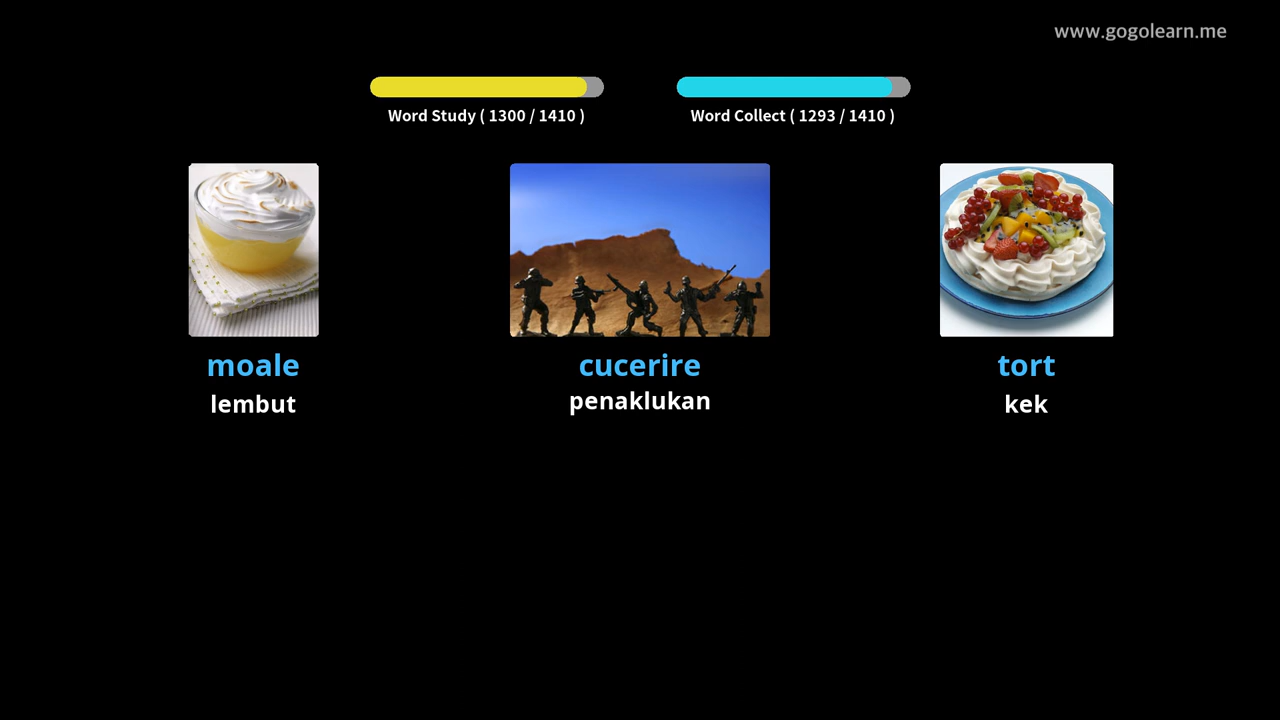 www.gogolearn.me
Word Study ( 1300 / 1410 )
Word Collect ( 1293 / 1410 )
moale
lembut
cucerire
penaklukan
tort
kek